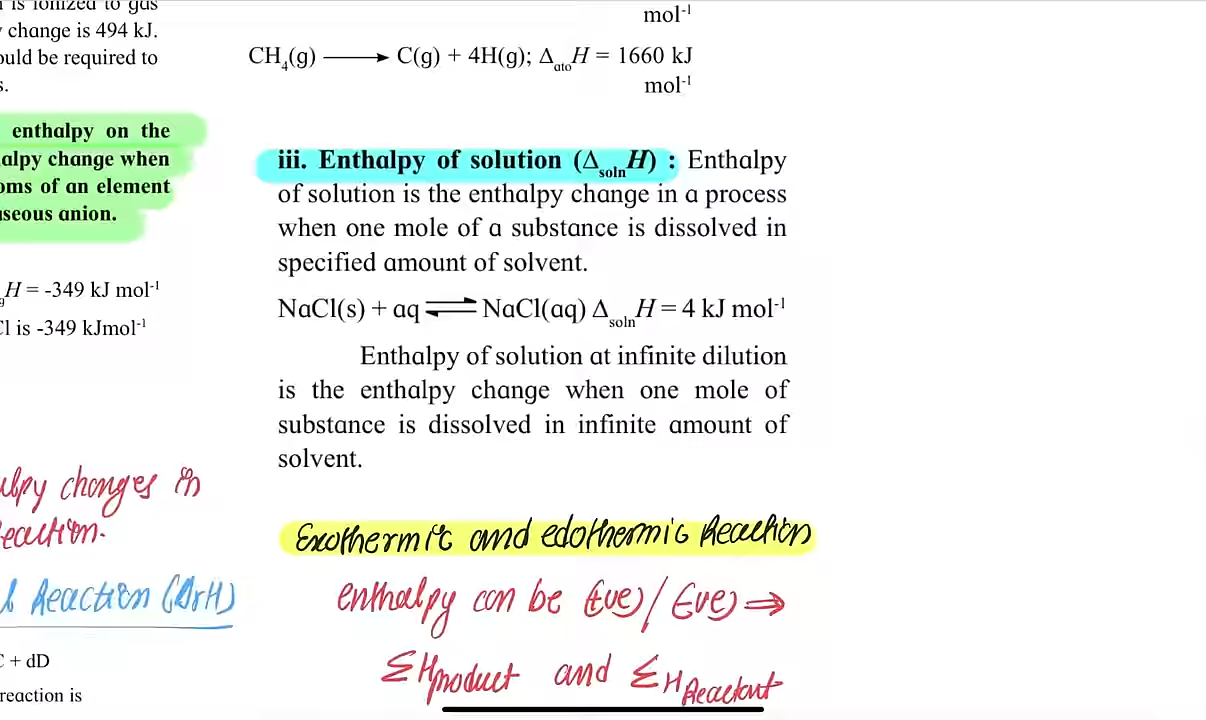 is ionized to gas
change is 494 kJ.
ould be required to
s.
enthalpy on the
alpy change when
oms of an element
aseous anion.
H = -349 kJ mol-1
Cl is -349 kJmol-1
alpy changes in
eaction.
l Reaction (ΔrH)
C + dD
reaction is
mol-1
CH4(g) ⟶ C(g) + 4H(g); ΔatoH = 1660 kJ
mol-1
iii. Enthalpy of solution (ΔsolnH) : Enthalpy
of solution is the enthalpy change in a process
when one mole of a substance is dissolved in
specified amount of solvent.
NaCl(s) + aq ⇌ NaCl(aq) ΔsolnH = 4 kJ mol-1
Enthalpy of solution at infinite dilution
is the enthalpy change when one mole of
substance is dissolved in infinite amount of
solvent.
Exothermic and edothermic Reaction
enthalpy can be (+ve)/(-ve) ⇒
ΣHproduct and ΣHReactant